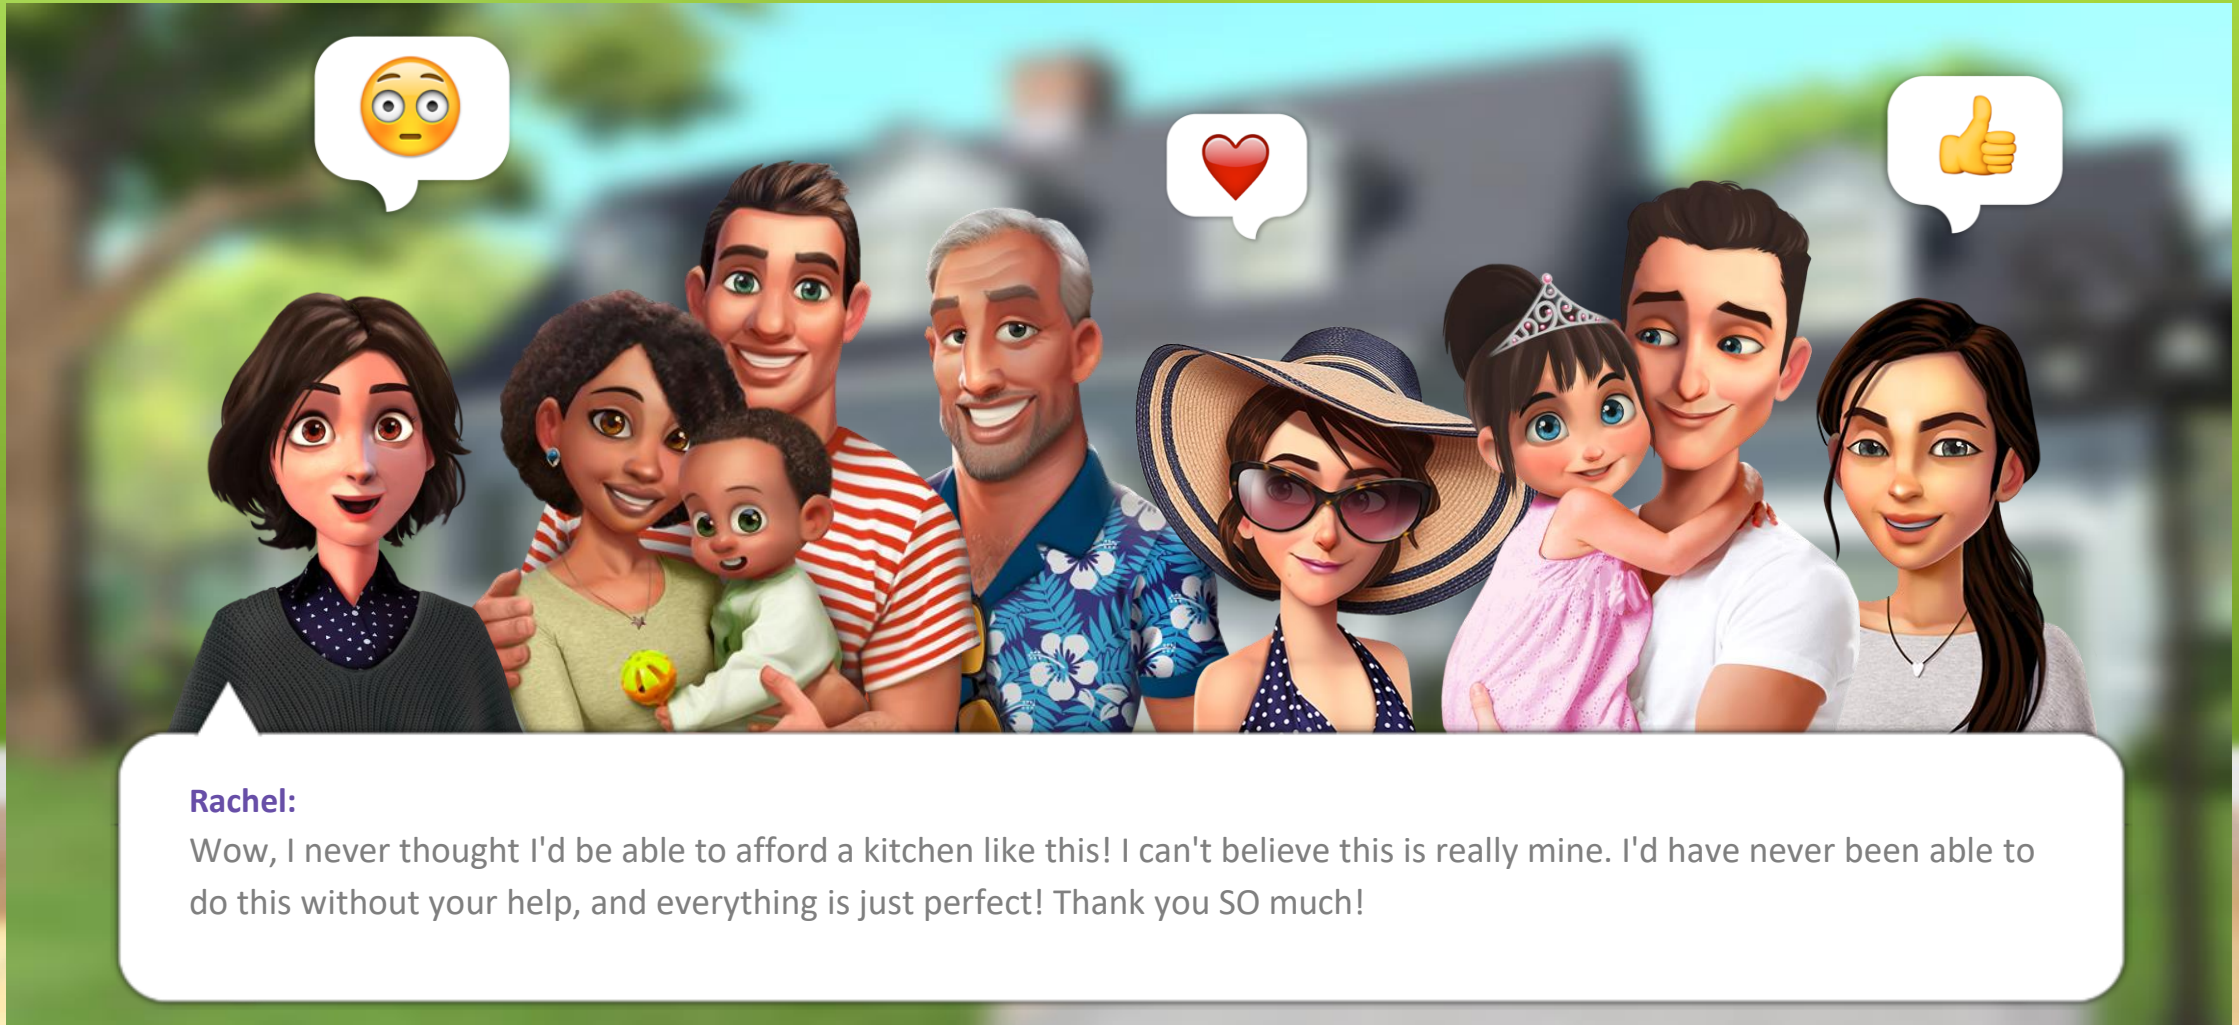 Rachel:
Wow, I never thought I'd be able to afford a kitchen like this! I can't believe this is really mine. I'd have never been able to
do this without your help, and everything is just perfect! Thank you SO much!